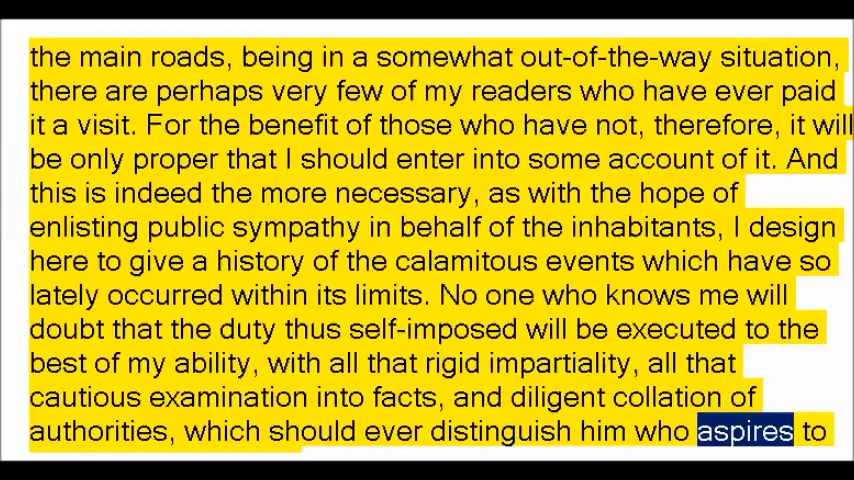 the main roads, being in a somewhat out-of-the-way situation,
there are perhaps very few of my readers who have ever paid
it a visit. For the benefit of those who have not, therefore, it will
be only proper that I should enter into some account of it. And
this is indeed the more necessary, as with the hope of
enlisting public sympathy in behalf of the inhabitants, I design
here to give a history of the calamitous events which have so
lately occurred within its limits. No one who knows me will
doubt that the duty thus self-imposed will be executed to the
best of my ability, with all that rigid impartiality, all that
cautious examination into facts, and diligent collation of
authorities, which should ever distinguish him who aspires to